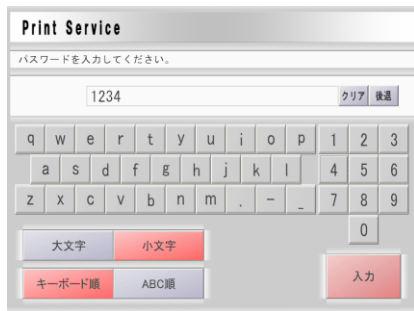 Print Service
パスワードを入力してください。
1234 クリア 後退
q w e r t y u i o p 1 2 3
a s d f g h j k l 4 5 6
z x c v b n m . - _ 7 8 9
0
大文字 小文字
キーボード順 ABC順
入力